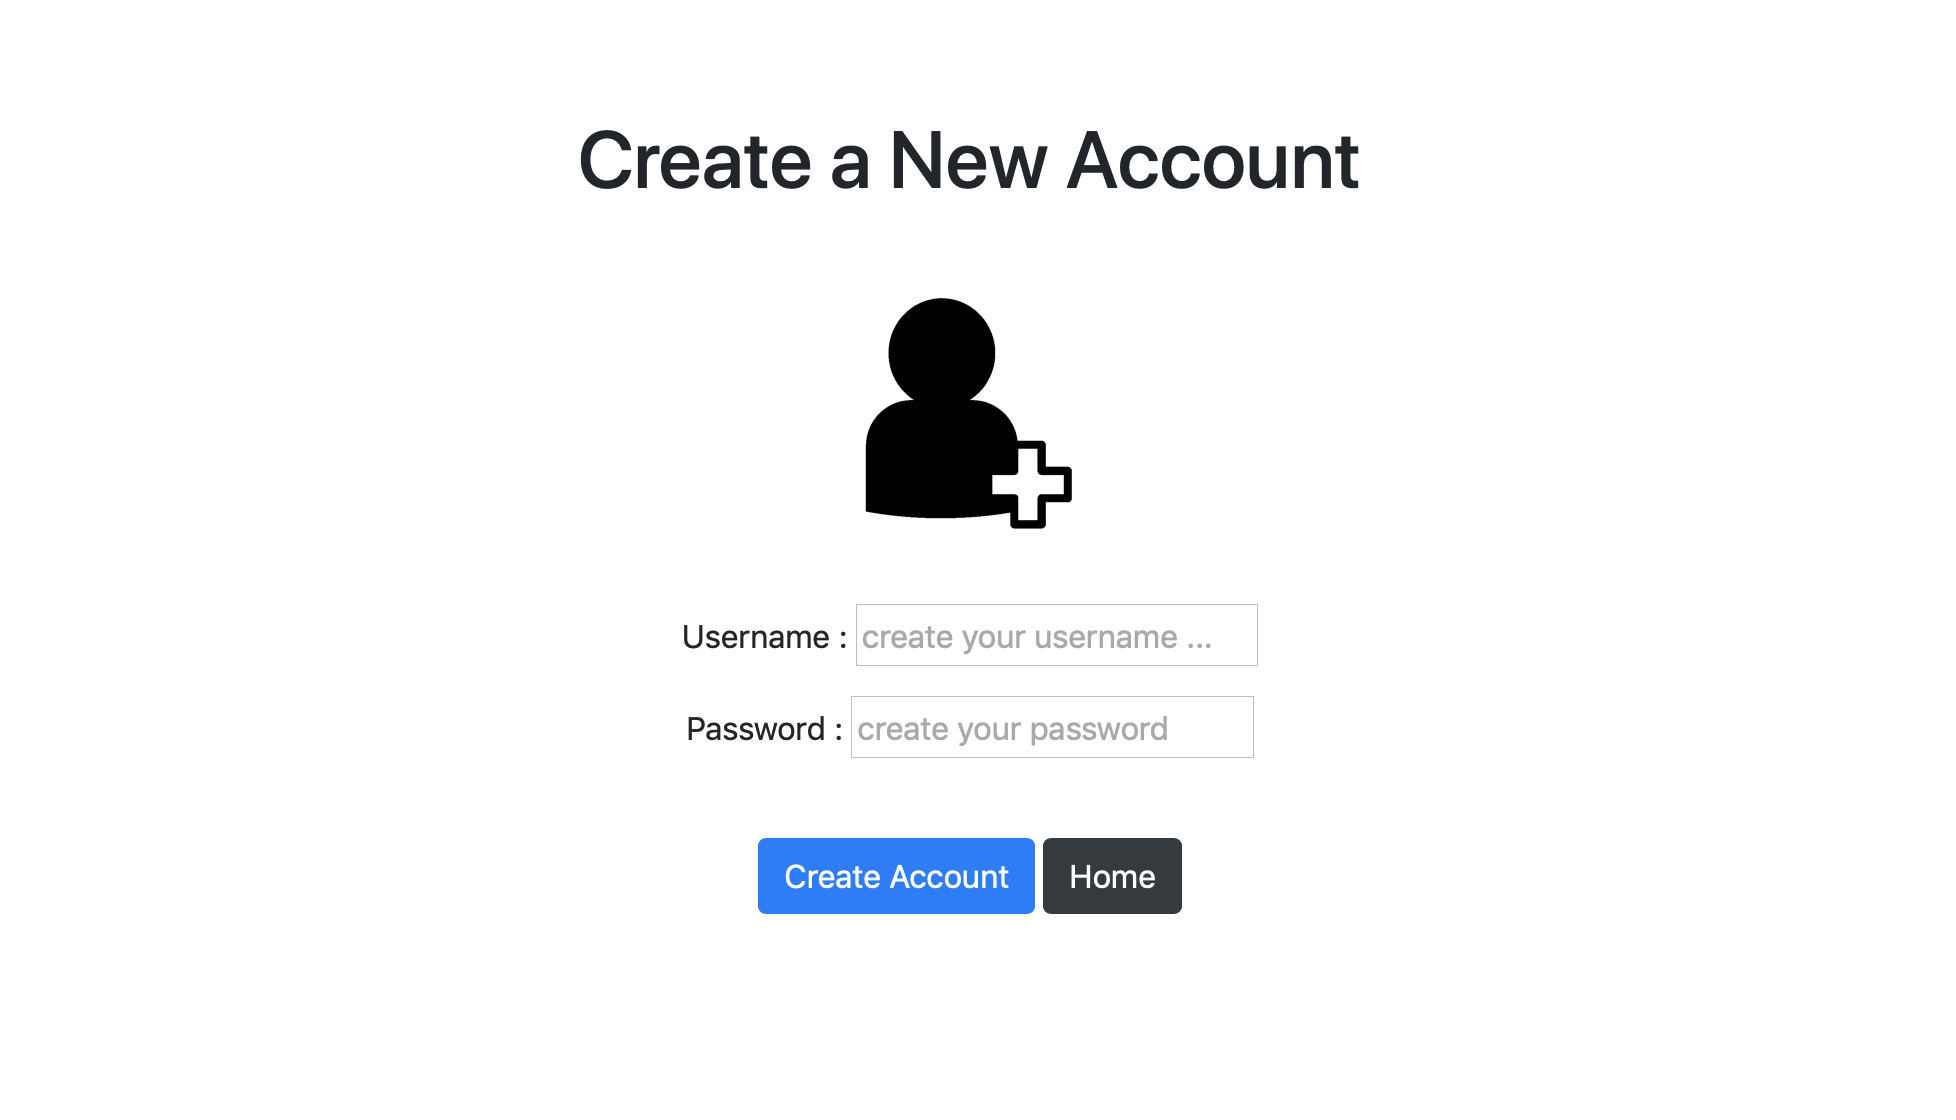 Create a New Account
Username : create your username ...
Password : create your password
Create Account Home